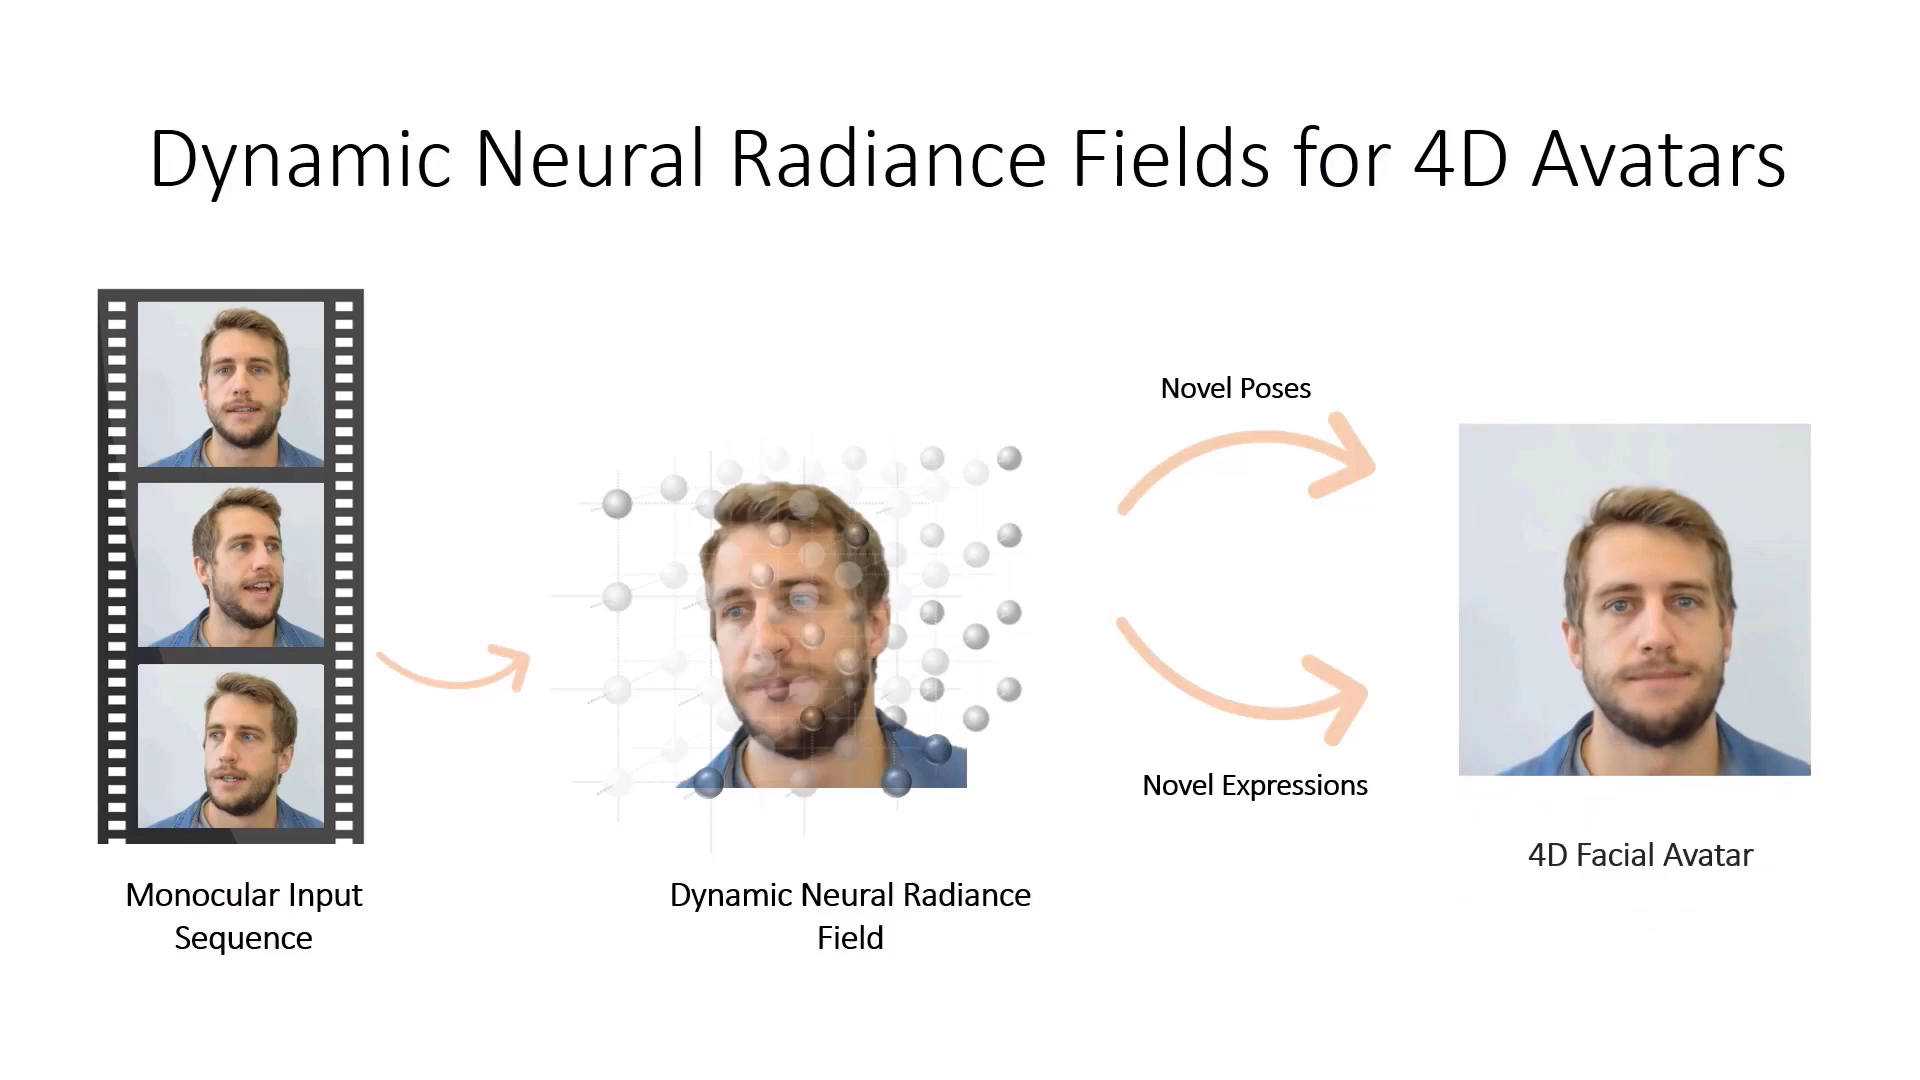 Dynamic Neural Radiance Fields for 4D Avatars
Novel Poses
Novel Expressions
4D Facial Avatar
Monocular Input
Sequence
Dynamic Neural Radiance
Field